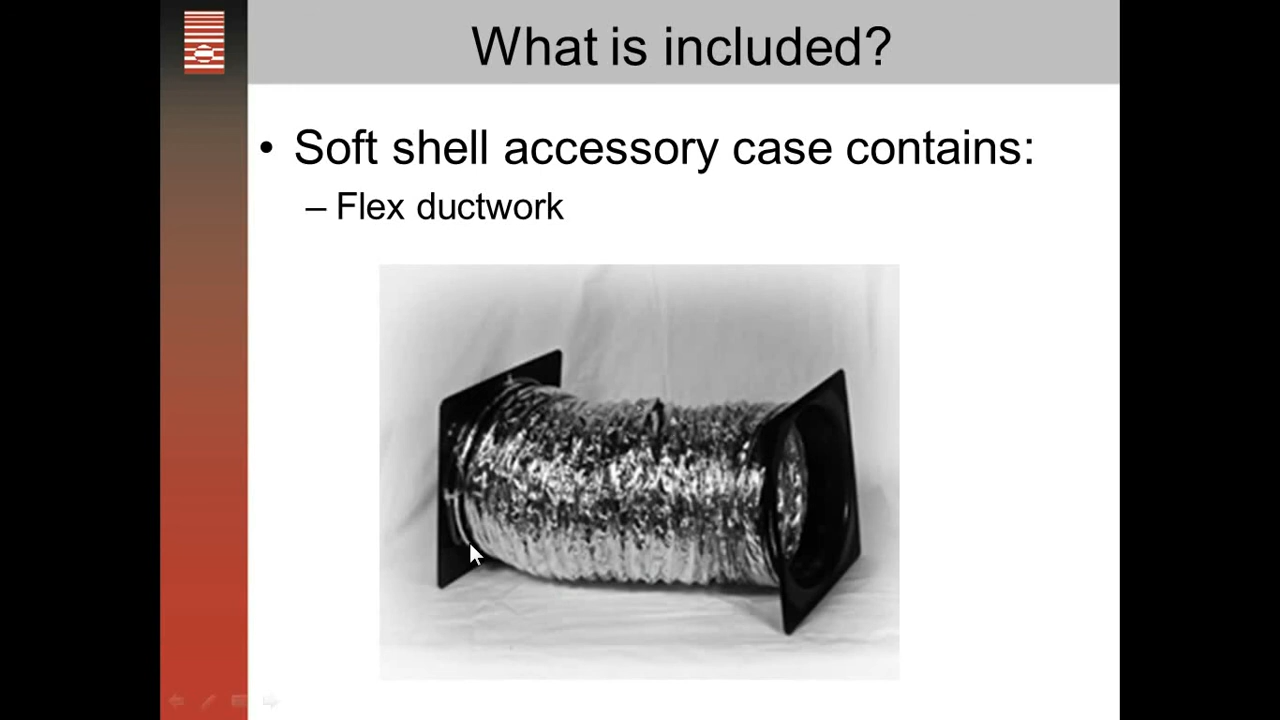 What is included?
• Soft shell accessory case contains:
– Flex ductwork